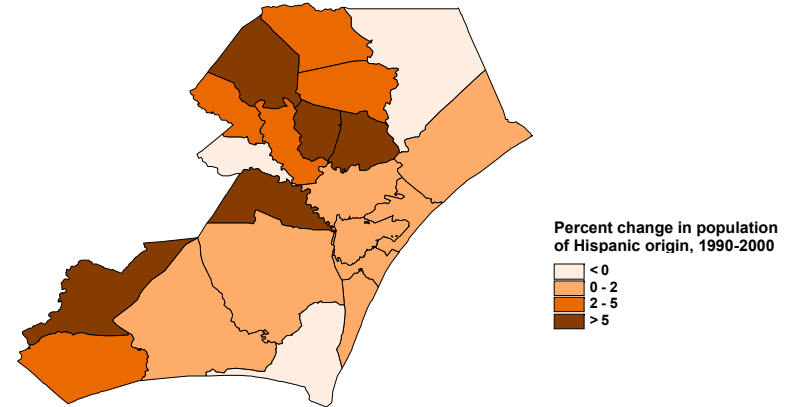 Percent change in population
of Hispanic origin, 1990-2000
< 0
0 - 2
2 - 5
> 5